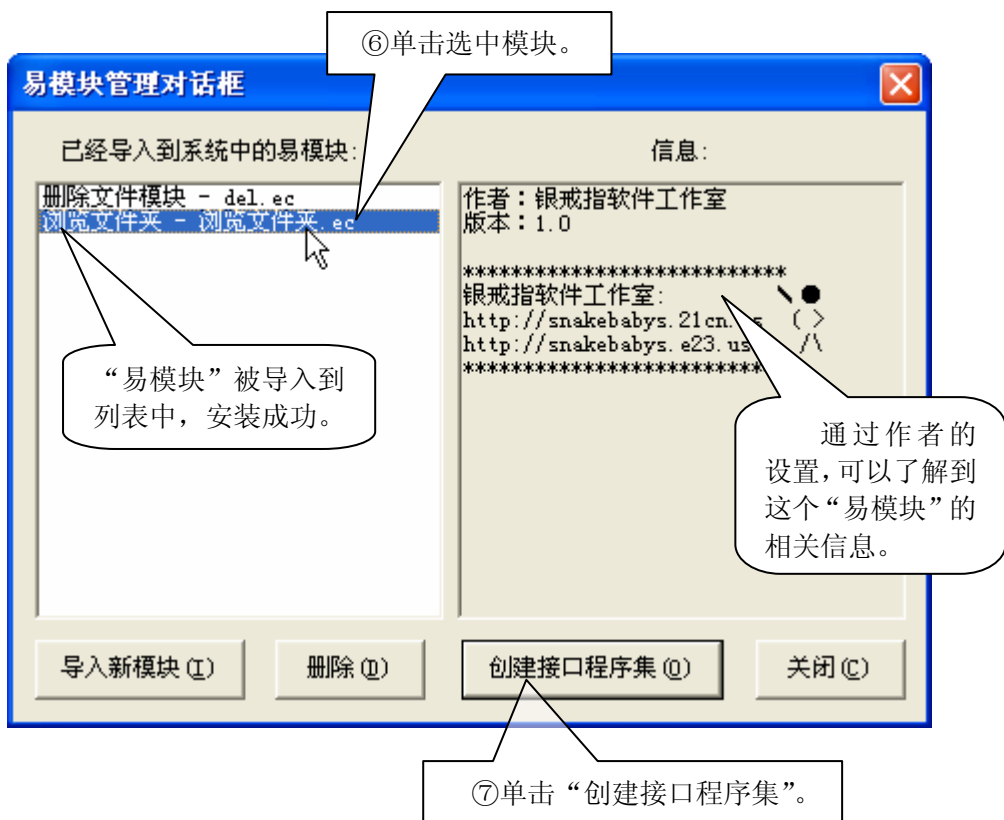 ⑥单击选中模块。
易模块管理对话框
已经导入到系统中的易模块:
信息:
删除文件模块 - del.ec
浏览文件夹 - 浏览文件夹.ec
作者：银戒指软件工作室
版本：1.0
***************************
银戒指软件工作室:
http://snakebabys.21cn.
http://snakebabys.e23.us
*************************
“易模块”被导入到
列表中，安装成功。
通过作者的
设置，可以了解到
这个“易模块”的
相关信息。
导入新模块(I)
删除(D)
创建接口程序集(O)
关闭(C)
⑦单击“创建接口程序集”。